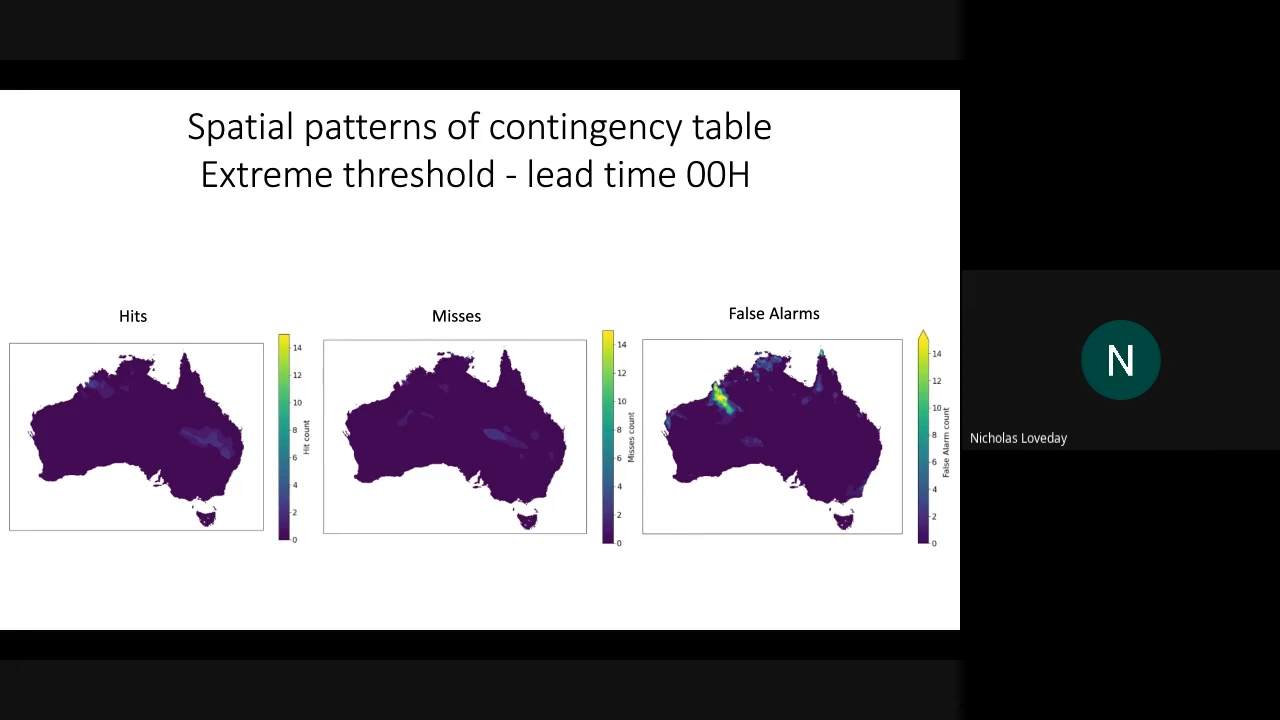 Spatial patterns of contingency table
Extreme threshold - lead time 00H
Hits
Misses
False Alarms
14
12
10
8
6
4
2
0
Hit count
14
12
10
8
6
4
2
0
Misses count
14
12
10
8
6
4
2
0
False Alarm count
N
Nicholas Loveday